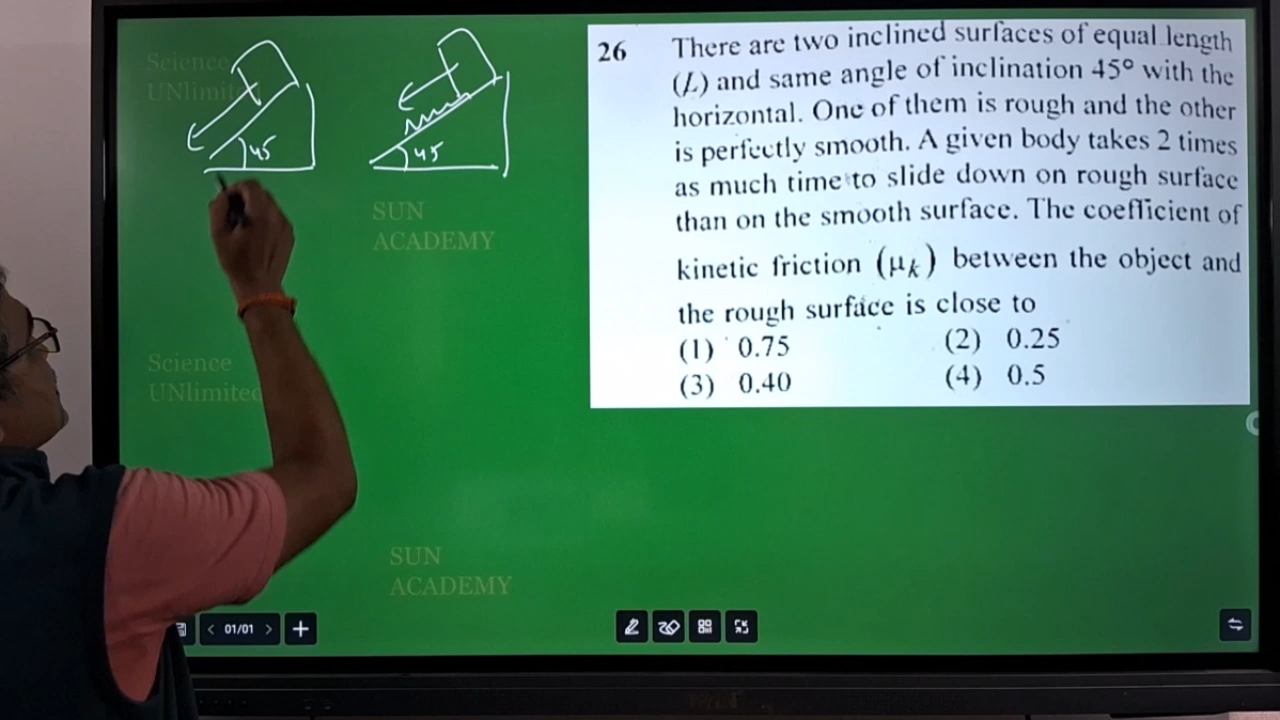 Science
UNlimit
45
45
SUN
ACADEMY
26 There are two inclined surfaces of equal length
(L) and same angle of inclination 45° with the
horizontal. One of them is rough and the other
is perfectly smooth. A given body takes 2 times
as much time to slide down on rough surface
than on the smooth surface. The coefficient of
kinetic friction (μk) between the object and
the rough surface is close to
(1) 0.75 (2) 0.25
(3) 0.40 (4) 0.5
Science
UNlimited
SUN
ACADEMY
< 01/01 > +